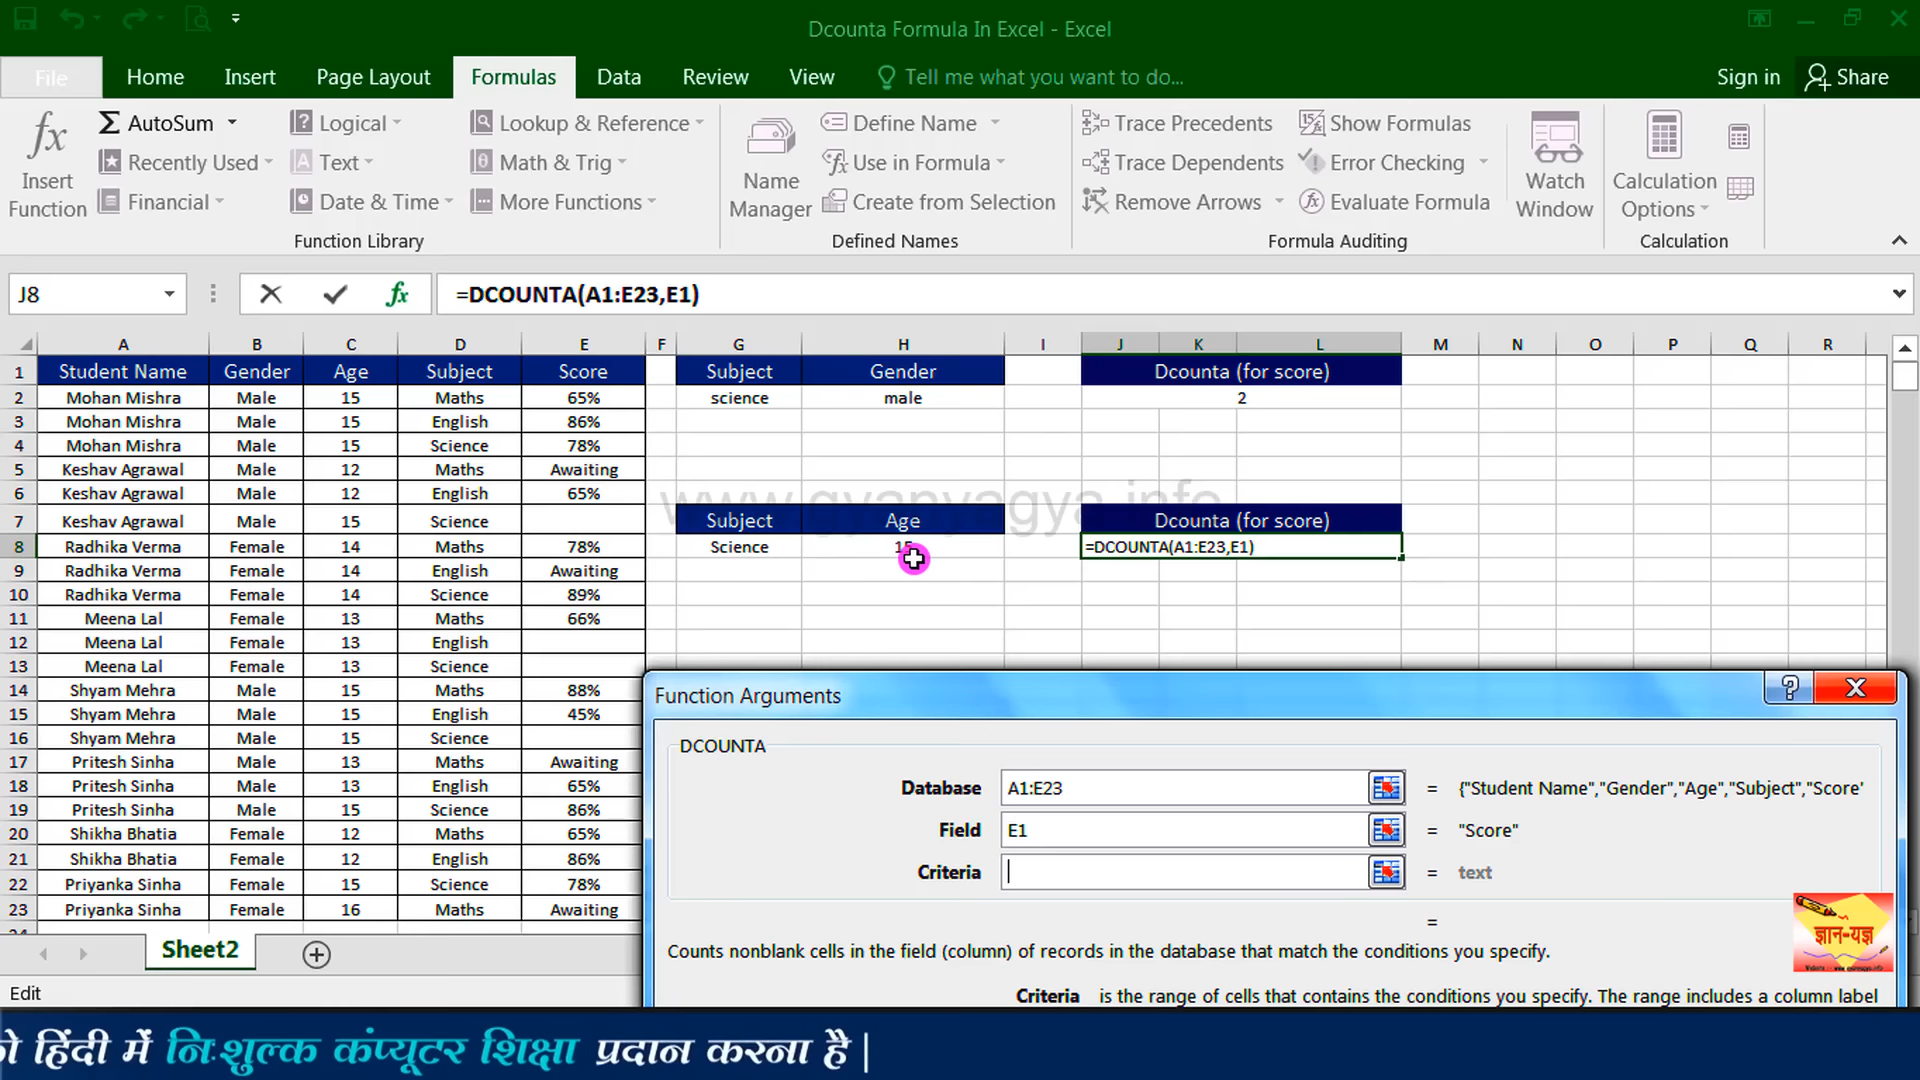 Dcounta Formula In Excel - Excel
File Home Insert Page Layout Formulas Data Review View Tell me what you want to do... Sign in Share
Insert Function
AutoSum
Recently Used
Financial
Logical
Text
Date & Time
Lookup & Reference
Math & Trig
More Functions
Function Library
Name Manager
Define Name
Use in Formula
Create from Selection
Defined Names
Trace Precedents
Trace Dependents
Remove Arrows
Show Formulas
Error Checking
Evaluate Formula
Formula Auditing
Watch Window
Calculation Options
Calculation
J8 fx =DCOUNTA(A1:E23,E1)
A B C D E F G H I J K L M N O P Q R
1 Student Name Gender Age Subject Score Subject Gender Dcounta (for score)
2 Mohan Mishra Male 15 Maths 65% science male 2
3 Mohan Mishra Male 15 English 86%
4 Mohan Mishra Male 15 Science 78%
5 Keshav Agrawal Male 12 Maths Awaiting
6 Keshav Agrawal Male 12 English 65%
www.gyanyagya.info
7 Keshav Agrawal Male 15 Science Subject Age Dcounta (for score)
8 Radhika Verma Female 14 Maths 78% Science 15 =DCOUNTA(A1:E23,E1)
9 Radhika Verma Female 14 English Awaiting
10 Radhika Verma Female 14 Science 89%
11 Meena Lal Female 13 Maths 66%
12 Meena Lal Female 13 English
13 Meena Lal Female 13 Science
14 Shyam Mehra Male 15 Maths 88%
15 Shyam Mehra Male 15 English 45%
16 Shyam Mehra Male 15 Science
17 Pritesh Sinha Male 13 Maths Awaiting
18 Pritesh Sinha Male 13 English 65%
19 Pritesh Sinha Male 15 Science 86%
20 Shikha Bhatia Female 12 Maths 65%
21 Shikha Bhatia Female 12 English 86%
22 Priyanka Sinha Female 15 Science 78%
23 Priyanka Sinha Female 16 Maths Awaiting
Function Arguments
DCOUNTA
Database A1:E23 = {"Student Name","Gender","Age","Subject","Score"
Field E1 = "Score"
Criteria = text
=
Counts nonblank cells in the field (column) of records in the database that match the conditions you specify.
Criteria is the range of cells that contains the conditions you specify. The range includes a column label
ज्ञान-यज्ञ
Sheet2
Edit
को हिंदी में निःशुल्क कंप्यूटर शिक्षा प्रदान करना है |